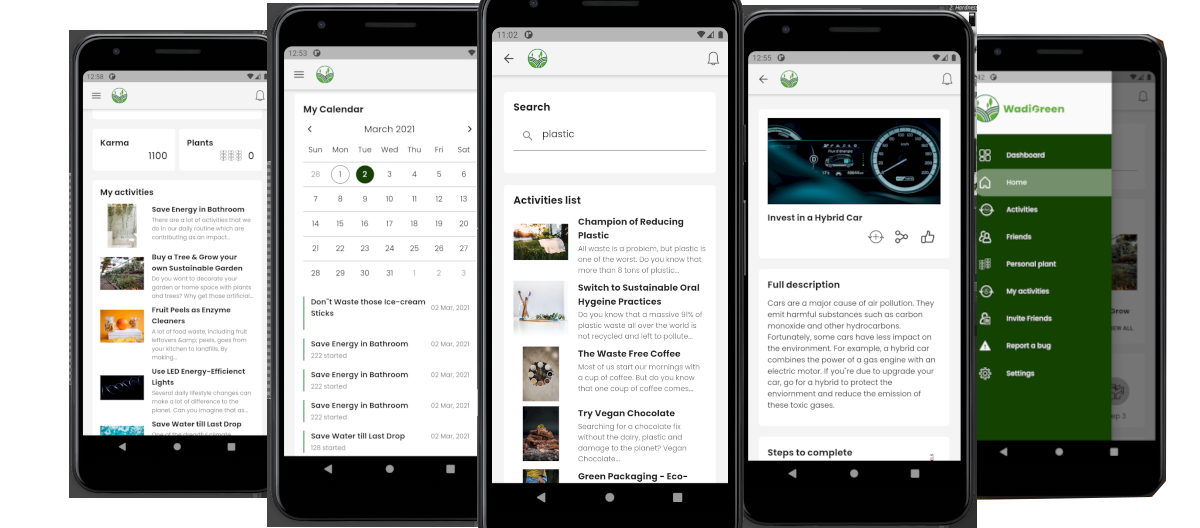 12:58
Karma
1100
Plants
0
My activities
Save Energy in Bathroom
There are a lot of activities that we
do in our daily routine which are
contributing as an impact...
Buy a Tree & Grow your
own Sustainable Garden
Do you want to decorate your
garden or home space with plants
and trees? Why get those artificial...
Fruit Peels as Enzyme
Cleaners
A lot of food waste, including fruit
leftovers &amp; peels, goes from
your kitchen to landfills. By
making...
Use LED Energy-Efficienct
Lights
Several daily lifestyle changes can
make a lot of difference to the
planet. Can you imagine that as...
Save Water till Last Drop
One of the dreadful climate
12:53
My Calendar
March 2021
Sun Mon Tue Wed Thu Fri Sat
28 1 2 3 4 5 6
7 8 9 10 11 12 13
14 15 16 17 18 19 20
21 22 23 24 25 26 27
28 29 30 31 1 2 3
Don"t Waste those Ice-cream
Sticks
02 Mar, 2021
Save Energy in Bathroom 02 Mar, 2021
222 started
Save Energy in Bathroom 02 Mar, 2021
222 started
Save Energy in Bathroom 02 Mar, 2021
222 started
Save Water till Last Drop 02 Mar, 2021
128 started
11:02
Search
plastic
Activities list
Champion of Reducing
Plastic
All waste is a problem, but plastic is
one of the worst. Do you know that
more than 8 tons of plastic...
Switch to Sustainable Oral
Hygeine Practices
Do you know that a massive 91% of
plastic waste all over the world is
not recycled and left to pollute...
The Waste Free Coffee
Most of us start our mornings with
a cup of coffee. But do you know
that one coup of coffee comes...
Try Vegan Chocolate
Searching for a chocolate fix
without the dairy, plastic and
damage to the planet? Vegan
Chocolate...
Green Packaging - Eco-
12:55
Invest in a Hybrid Car
Full description
Cars are a major cause of air pollution. They
emit harmful substances such as carbon
monoxide and other hydrocarbons.
Fortunately, some cars have less impact on
the environment. For example, a hybrid car
combines the power of a gas engine with an
electric motor. If you're due to upgrade your
car, go for a hybrid to protect the
enviornment and reduce the emission of
these toxic gases.
Steps to complete
2. Hardness
42
WadiGreen
Dashboard
Home
Activities
Friends
Personal plant
My activities
Invite Friends
Report a bug
Settings
Grow
EW ALL
ep 3